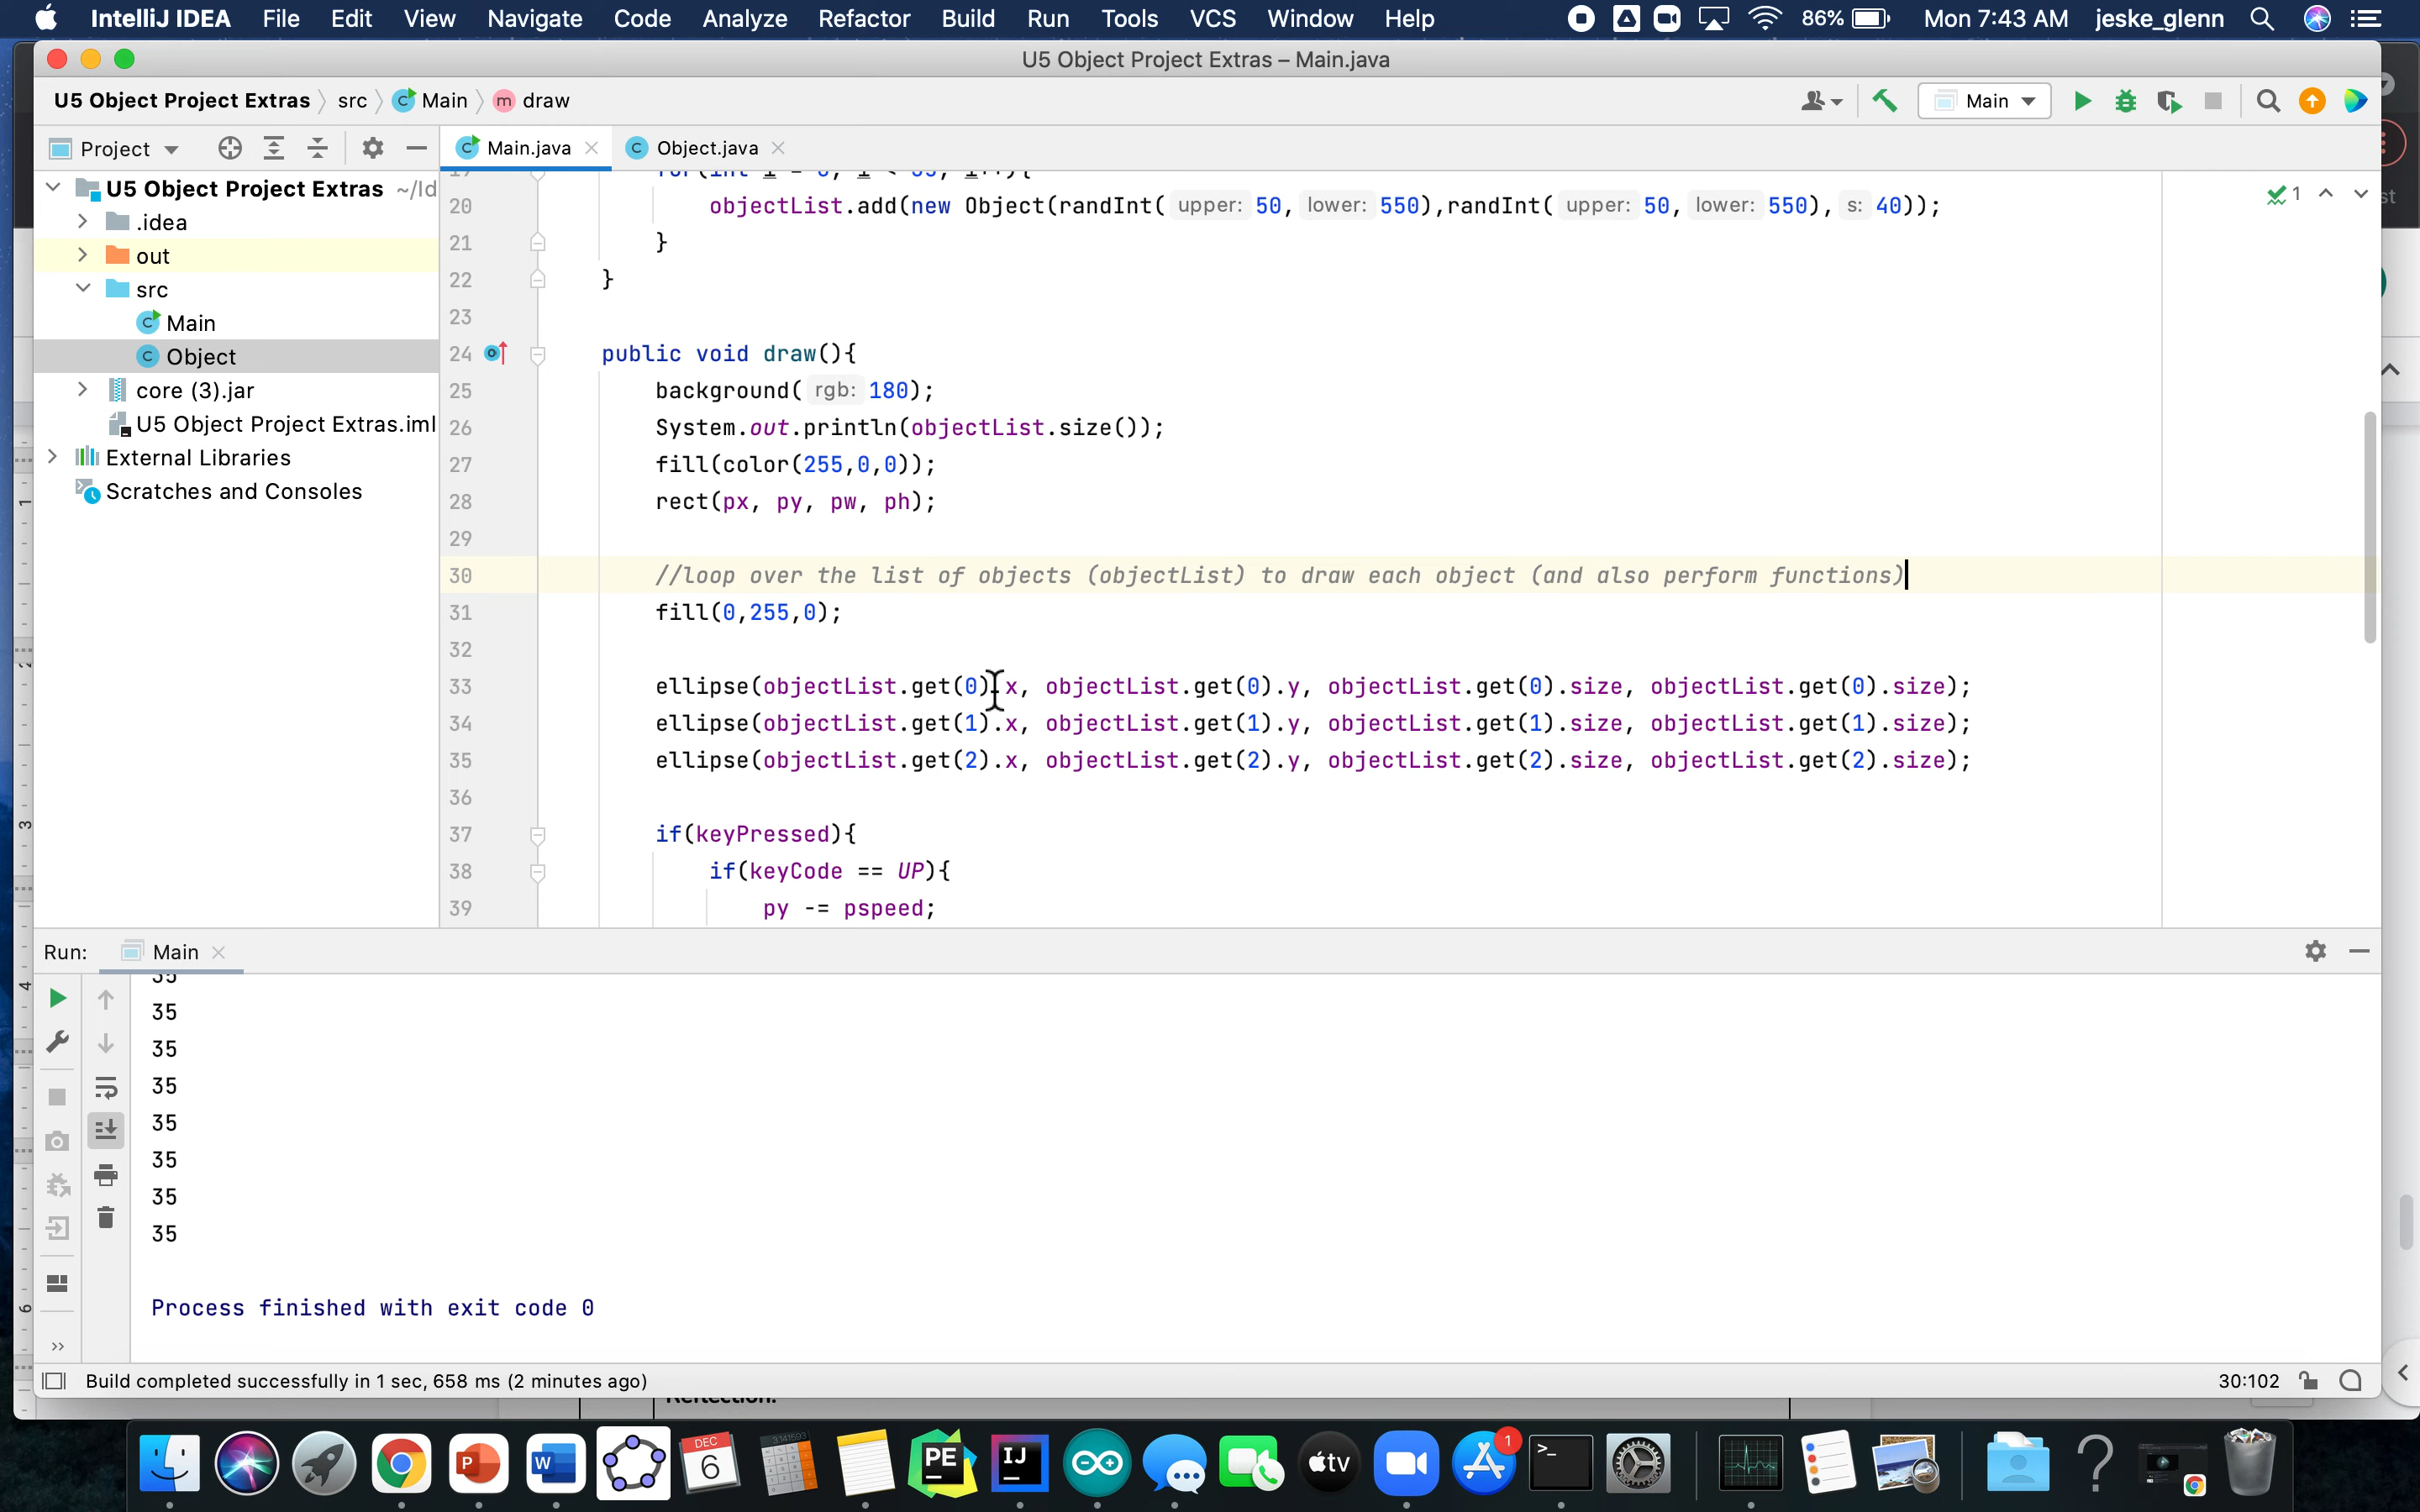 IntelliJ IDEA File Edit View Navigate Code Analyze Refactor Build Run Tools VCS Window Help 86% Mon 7:43 AM jeske_glenn
U5 Object Project Extras – Main.java
U5 Object Project Extras src Main draw Main
Project Main.java Object.java
U5 Object Project Extras ~/Id
.idea
out
src
Main
Object
core (3).jar
U5 Object Project Extras.iml
External Libraries
Scratches and Consoles
20 objectList.add(new Object(randInt( upper: 50, lower: 550),randInt( upper: 50, lower: 550), s: 40)); 1
21 }
22 }
23
24 public void draw(){
25 background( rgb: 180);
26 System.out.println(objectList.size());
27 fill(color(255,0,0));
28 rect(px, py, pw, ph);
29
30 //loop over the list of objects (objectList) to draw each object (and also perform functions)
31 fill(0,255,0);
32
33 ellipse(objectList.get(0).x, objectList.get(0).y, objectList.get(0).size, objectList.get(0).size);
34 ellipse(objectList.get(1).x, objectList.get(1).y, objectList.get(1).size, objectList.get(1).size);
35 ellipse(objectList.get(2).x, objectList.get(2).y, objectList.get(2).size, objectList.get(2).size);
36
37 if(keyPressed){
38 if(keyCode == UP){
39 py -= pspeed;
Run: Main
35
35
35
35
35
35
35
35
Process finished with exit code 0
Build completed successfully in 1 sec, 658 ms (2 minutes ago) 30:102
P W DEC 6 3.141593 PE IJ tv 1 >_ ?